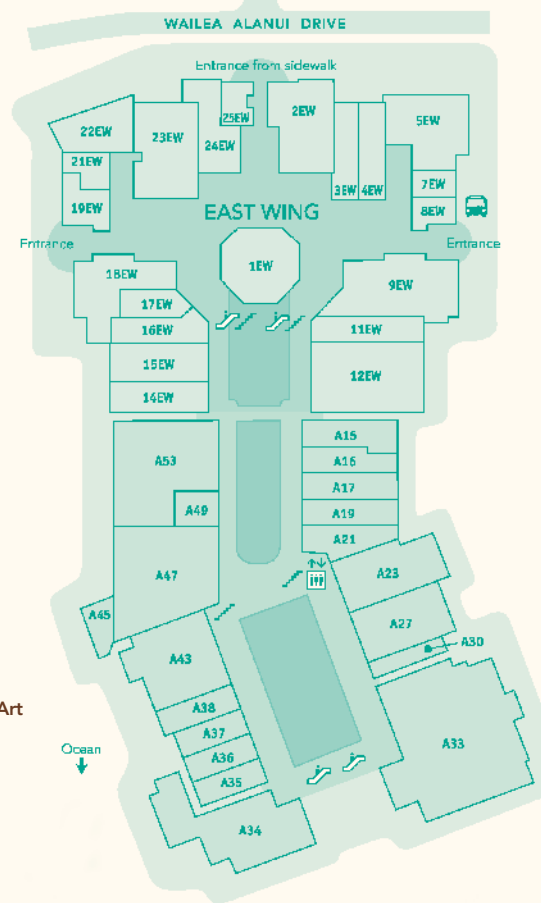 WAILEA ALANUI DRIVE
Entrance from sidewalk
25EW
2EW
5EW
22EW
23EW
24EW
21EW
3EW
4EW
7EW
19EW
8EW
EAST WING
Entrance
Entrance
1EW
18EW
9EW
17EW
16EW
11EW
15EW
12EW
14EW
A53
A15
A16
A17
A49
A19
A21
A47
A23
A45
A27
A30
A43
A38
Art
A37
A33
Ocean
A36
A35
A34